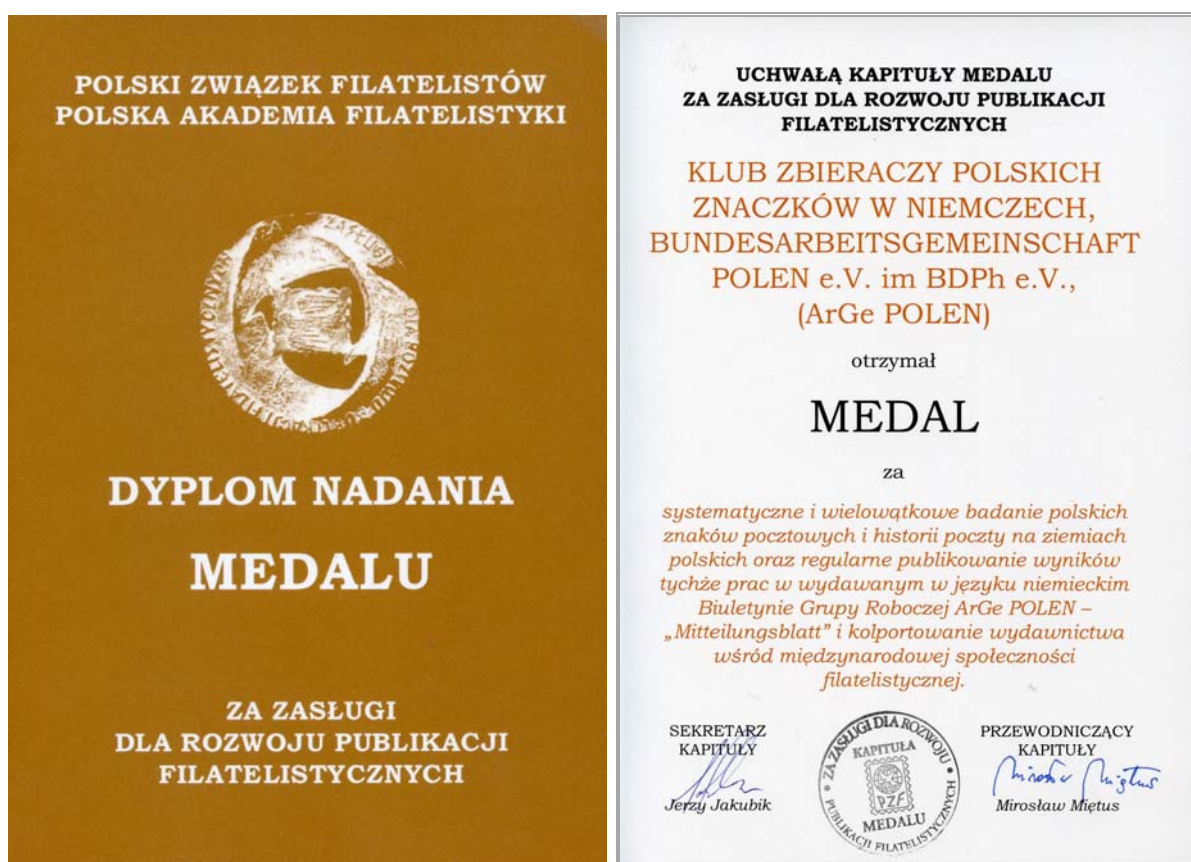 POLSKI ZWIĄZEK FILATELISTÓW
POLSKA AKADEMIA FILATELISTYKI
ZASŁUGI
DYPLOM NADANIA
MEDALU
ZA ZASŁUGI
DLA ROZWOJU PUBLIKACJI
FILATELISTYCZNYCH
UCHWAŁĄ KAPITUŁY MEDALU
ZA ZASŁUGI DLA ROZWOJU PUBLIKACJI
FILATELISTYCZNYCH
KLUB ZBIERACZY POLSKICH
ZNACZKÓW W NIEMCZECH,
BUNDESARBEITSGEMEINSCHAFT
POLEN e.V. im BDPh e.V.,
(ArGe POLEN)
otrzymał
MEDAL
za
systematyczne i wielowątkowe badanie polskich
znaków pocztowych i historii poczty na ziemiach
polskich oraz regularne publikowanie wyników
tychże prac w wydawanym w języku niemieckim
Biuletynie Grupy Roboczej ArGe POLEN –
„Mitteilungsblatt” i kolportowanie wydawnictwa
wśród międzynarodowej społeczności
filatelistycznej.
SEKRETARZ
KAPITUŁY
Jerzy Jakubik
ZA ZASŁUGI DLA ROZWOJU
PUBLIKACJI FILATELISTYCZNYCH
KAPITUŁA
PZF
MEDALU
PRZEWODNICZĄCY
KAPITUŁY
Mirosław Miętus
Mirosław Miętus